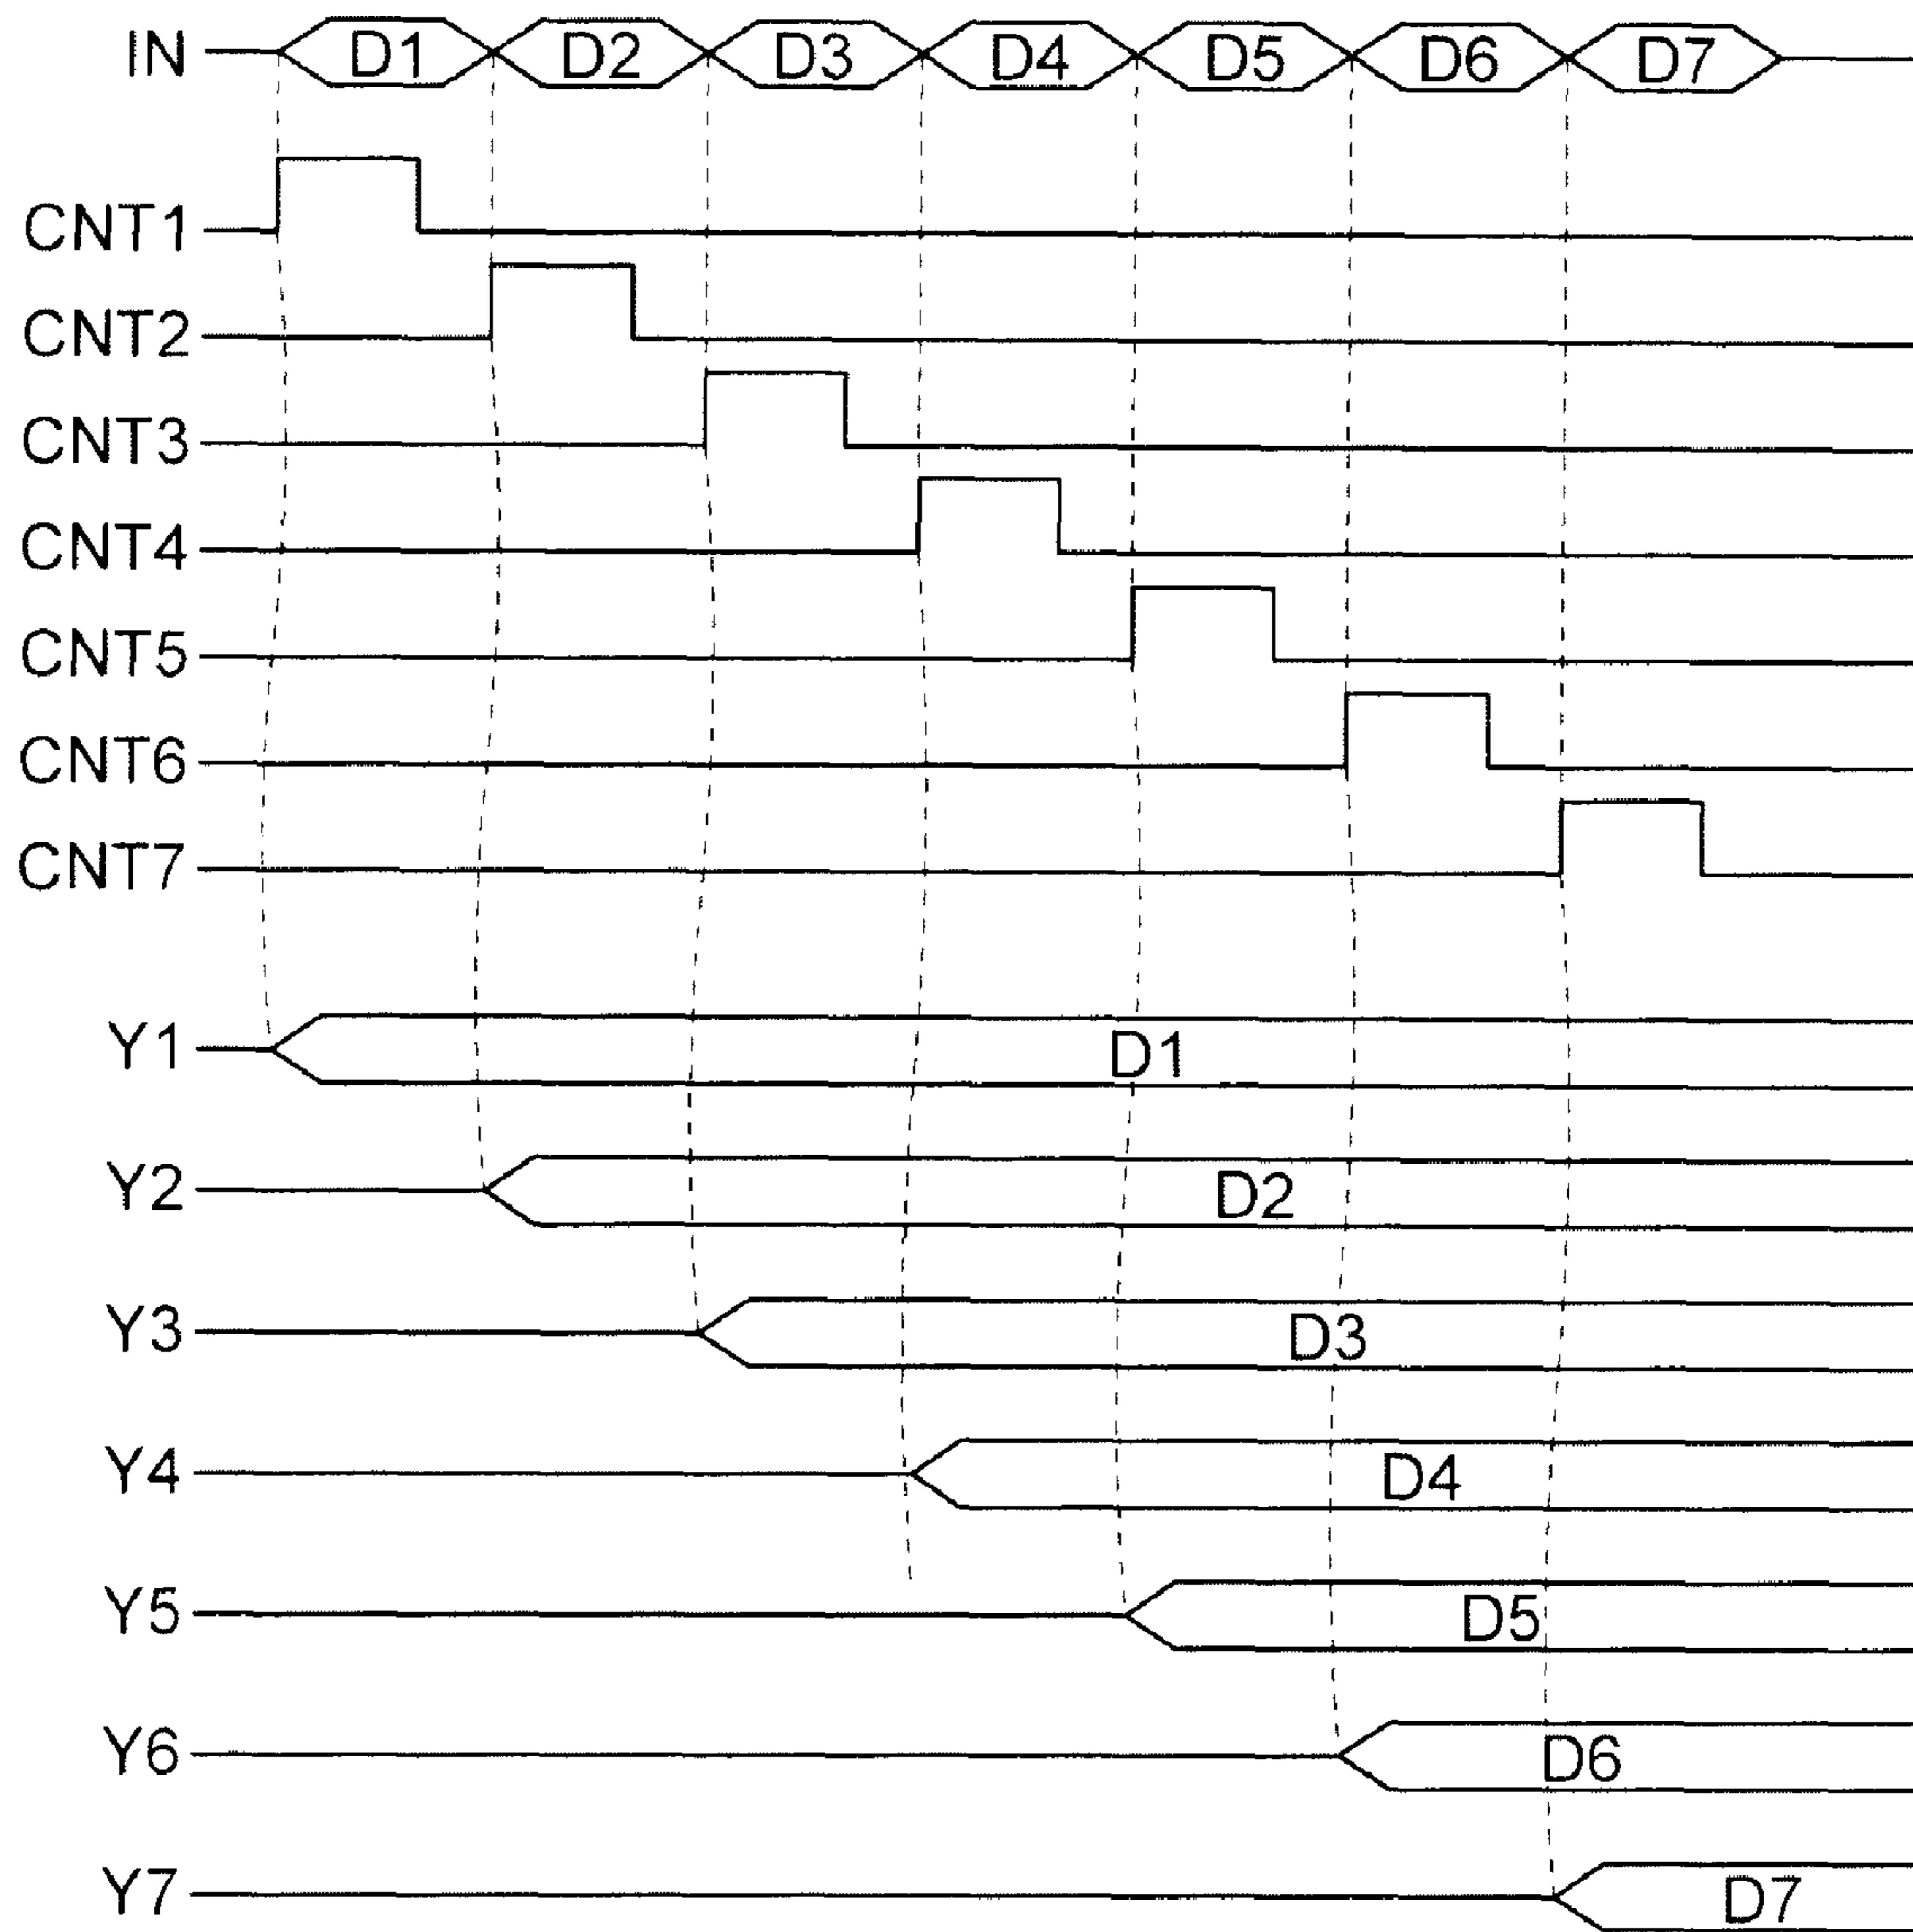 IN D1 D2 D3 D4 D5 D6 D7
CNT1
CNT2
CNT3
CNT4
CNT5
CNT6
CNT7
Y1 D1
Y2 D2
Y3 D3
Y4 D4
Y5 D5
Y6 D6
Y7 D7